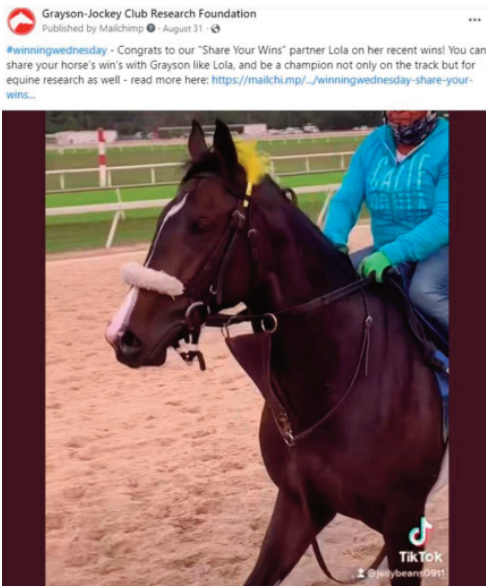 Grayson-Jockey Club Research Foundation
Published by Mailchimp · August 31 ·
#winningwednesday - Congrats to our "Share Your Wins" partner Lola on her recent wins! You can
share your horse's win's with Grayson like Lola, and be a champion not only on the track but for
equine research as well - read more here: https://mailchi.mp/.../winningwednesday-share-your-
wins...
TikTok
@jellybeans0911